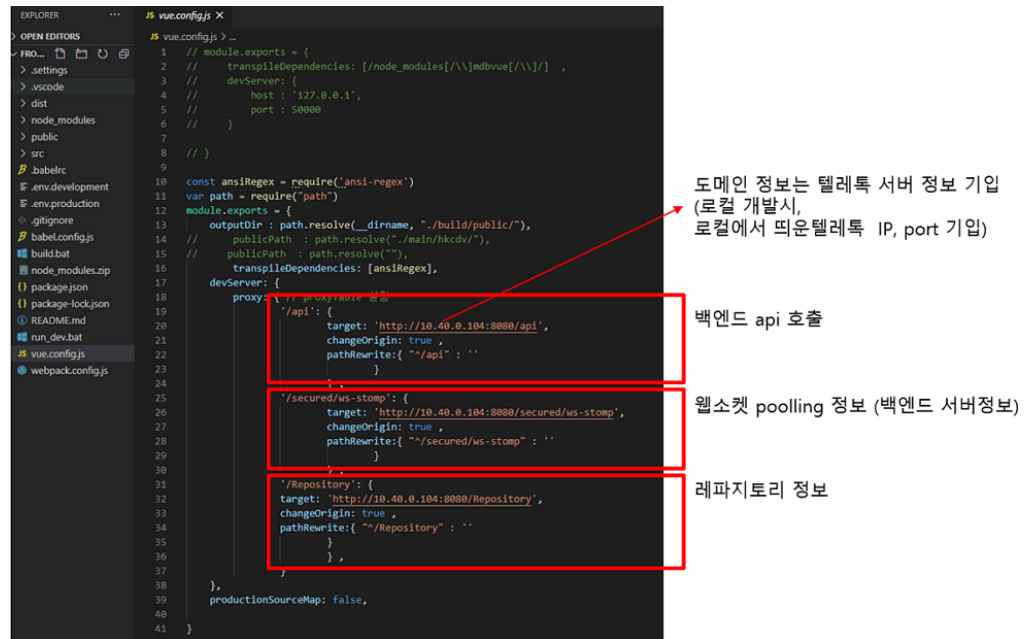 EXPLORER
···
OPEN EDITORS
FRO...
.settings
.vscode
dist
node_modules
public
src
.babelrc
.env.development
.env.production
.gitignore
babel.config.js
build.bat
node_modules.zip
package.json
package-lock.json
README.md
run_dev.bat
JS vue.config.js
webpack.config.js
JS vue.config.js ×
JS vue.config.js > ...
1 // module.exports = {
2 //     transpileDependencies: [/node_modules[/\\]mdbvue[/\\]/]  ,
3 //     devServer: {
4 //         host : '127.0.0.1',
5 //         port : 50000
6 //     }
7
8 // }
9
10 const ansiRegex = require('ansi-regex')
11 var path = require("path")
12 module.exports = {
13     outputDir : path.resolve(__dirname, "./build/public/"),
14 //     publicPath  : path.resolve("./main/hkcdv/"),
15 //     publicPath  : path.resolve(""),
16     transpileDependencies: [ansiRegex],
17     devServer: {
18         proxy: { // proxyTable
19             '/api': {
20                 target: 'http://10.40.0.104:8080/api',
21                 changeOrigin: true ,
22                 pathRewrite:{ "^/api" : ''
23                 }
24             } ,
25             '/secured/ws-stomp': {
26                 target: 'http://10.40.0.104:8080/secured/ws-stomp',
27                 changeOrigin: true ,
28                 pathRewrite:{ "^/secured/ws-stomp" : ''
29                 }
30             } ,
31             '/Repository': {
32             target: 'http://10.40.0.104:8080/Repository',
33             changeOrigin: true ,
34             pathRewrite:{ "^/Repository" : ''
35                 }
36                 } ,
37             }
38     },
39     productionSourceMap: false,
40
41 }
도메인 정보는 텔레톡 서버 정보 기입
(로컬 개발시,
로컬에서 띄운텔레톡  IP, port 기입)
백엔드 api 호출
웹소켓 poolling 정보 (백엔드 서버정보)
레파지토리 정보